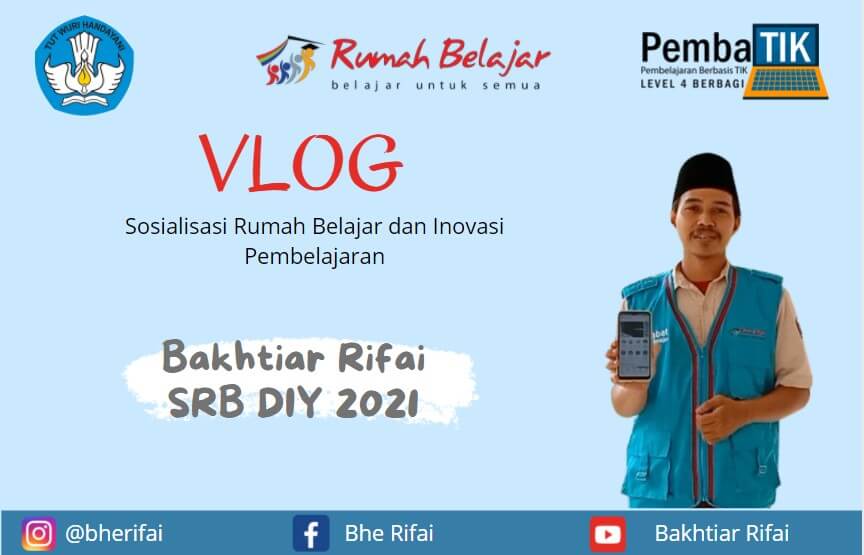 TUT WURI HANDAYANI
Rumah Belajar
belajar untuk semua
PembaTIK
Pembelajaran Berbasis TIK
LEVEL 4 BERBAGI
VLOG
Sosialisasi Rumah Belajar dan Inovasi
Pembelajaran
Bakhtiar Rifai
SRB DIY 2021
@bherifai
Bhe Rifai
Bakhtiar Rifai